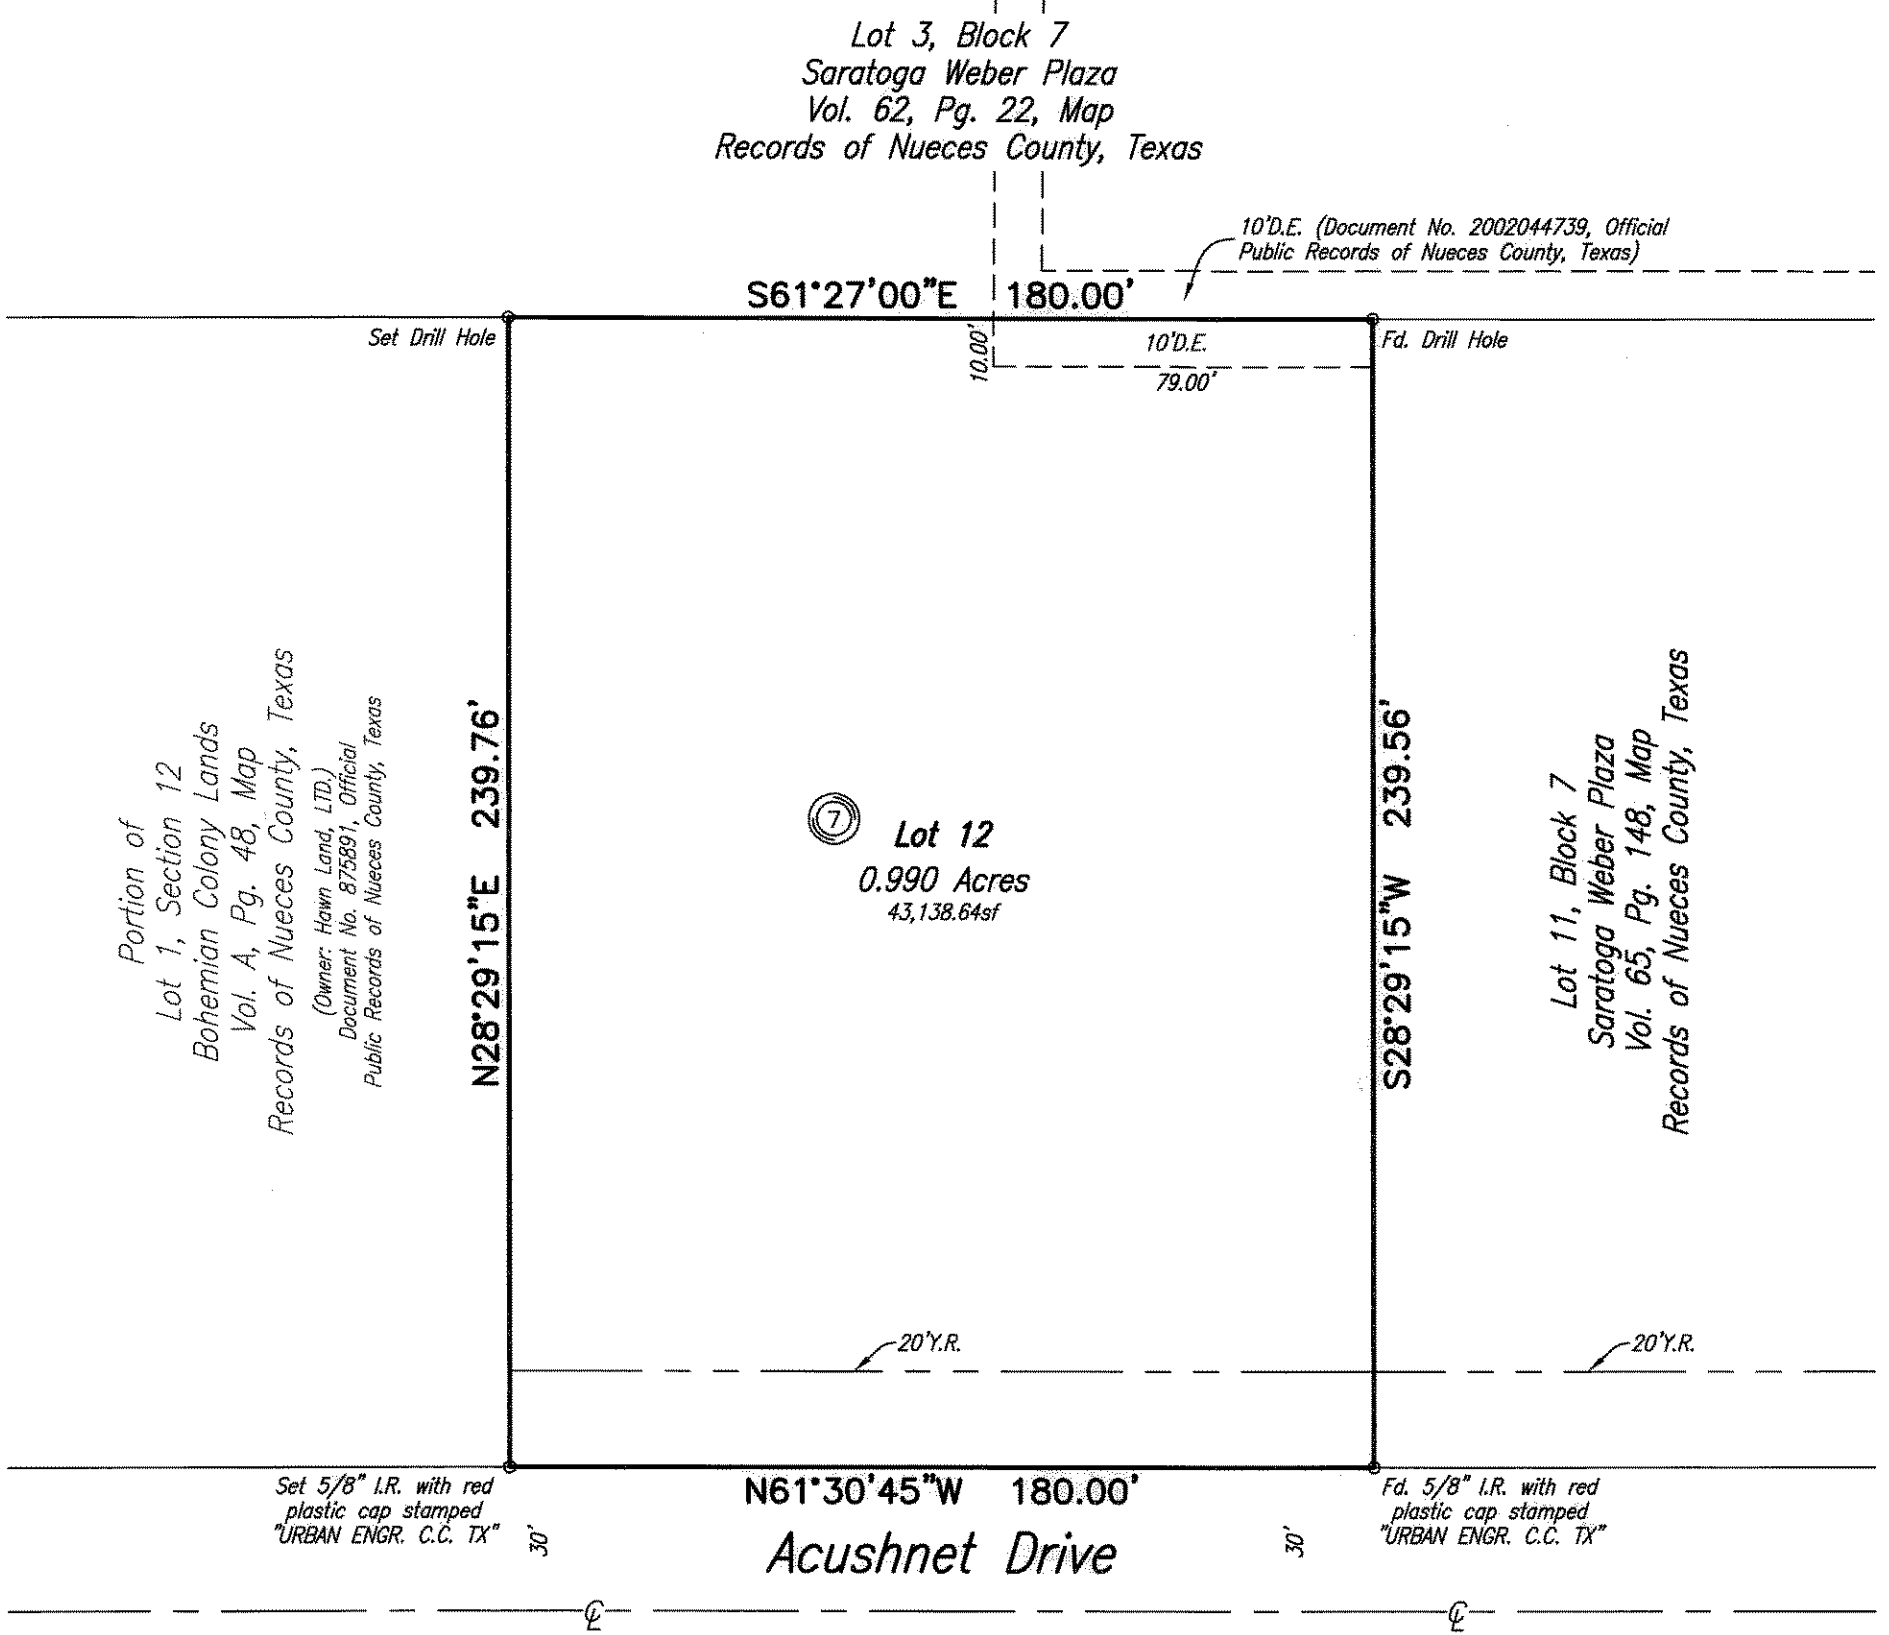 Lot 3, Block 7
Saratoga Weber Plaza
Vol. 62, Pg. 22, Map
Records of Nueces County, Texas
10'D.E. (Document No. 2002044739, Official
Public Records of Nueces County, Texas)
S61°27'00"E 180.00'
Set Drill Hole
10.00'
10'D.E.
79.00'
Fd. Drill Hole
Portion of
Lot 1, Section 12
Bohemian Colony Lands
Vol. A, Pg. 48, Map
Records of Nueces County, Texas
(Owner: Hawn Land, LTD.)
Document No. 875891, Official
Public Records of Nueces County, Texas
N28°29'15"E 239.76'
7
Lot 12
0.990 Acres
43,138.64sf
S28°29'15"W 239.56'
Lot 11, Block 7
Saratoga Weber Plaza
Vol. 65, Pg. 148, Map
Records of Nueces County, Texas
20'Y.R.
20'Y.R.
Set 5/8" I.R. with red
plastic cap stamped
"URBAN ENGR. C.C. TX"
N61°30'45"W 180.00'
Fd. 5/8" I.R. with red
plastic cap stamped
"URBAN ENGR. C.C. TX"
30'
Acushnet Drive
30'
℄
℄